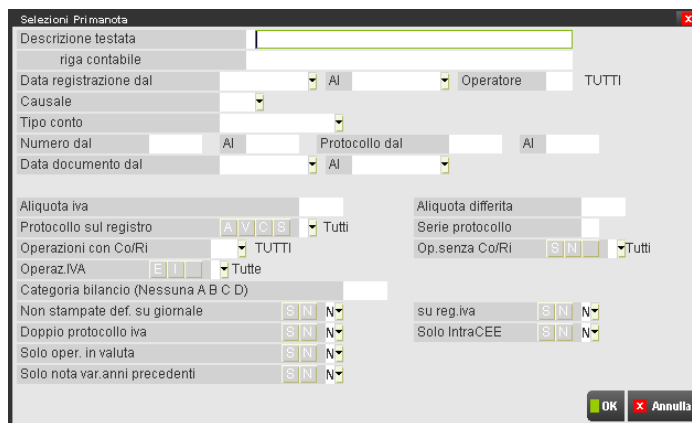 Selezioni Primanota
Descrizione testata
riga contabile
Data registrazione dal Al Operatore TUTTI
Causale
Tipo conto
Numero dal Al Protocollo dal Al
Data documento dal Al
Aliquota iva Aliquota differita
Protocollo sul registro A V C S Tutti Serie protocollo
Operazioni con Co/Ri TUTTI Op.senza Co/Ri S N Tutti
Operaz.IVA E I Tutte
Categoria bilancio (Nessuna A B C D)
Non stampate def. su giornale S N N su reg.iva S N N
Doppio protocollo iva S N N Solo IntraCEE S N N
Solo oper. in valuta S N N
Solo nota var.anni precedenti S N N
OK x Annulla